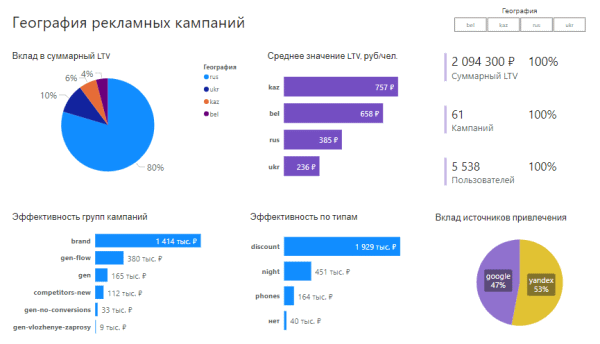 География рекламных кампаний
География
bel kaz rus ukr
Вклад в суммарный LTV
География
rus
ukr
kaz
bel
4%
6%
10%
80%
Среднее значение LTV, руб/чел.
kaz 757 ₽
bel 658 ₽
rus 385 ₽
ukr 236 ₽
2 094 300 ₽ 100%
Суммарный LTV
61 100%
Кампаний
5 538 100%
Пользователей
Эффективность групп кампаний
brand 1 414 тыс. ₽
gen-flow 380 тыс. ₽
gen 165 тыс. ₽
competitors-new 112 тыс. ₽
gen-no-conversions 33 тыс. ₽
gen-vlozhenye-zaprosy 9 тыс. ₽
Эффективность по типам
discount 1 929 тыс. ₽
night 451 тыс. ₽
phones 164 тыс. ₽
нет 40 тыс. ₽
Вклад источников привлечения
google
47%
yandex
53%